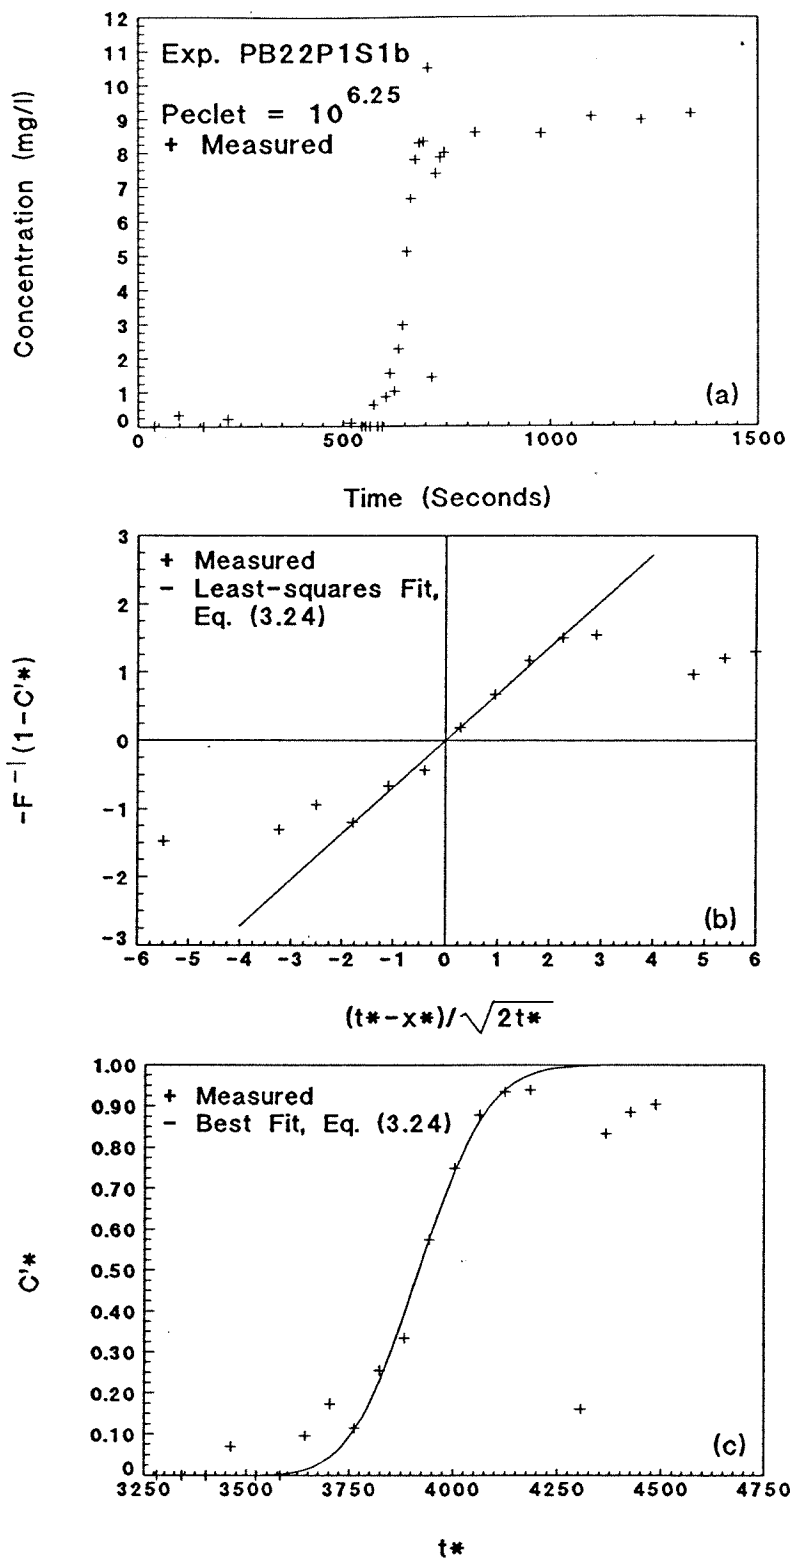 12
11
10
9
8
7
6
5
4
3
2
1
0
Concentration (mg/l)
Exp. PB22P1S1b
Peclet = 10^6.25
+ Measured
(a)
0 500 1000 1500
Time (Seconds)
3
2
1
0
-1
-2
-3
-F^-1(1-C'*)
+ Measured
- Least-squares Fit,
Eq. (3.24)
(b)
-6 -5 -4 -3 -2 -1 0 1 2 3 4 5 6
(t*-x*)/√2t*
1.00
0.90
0.80
0.70
0.60
0.50
0.40
0.30
0.20
0.10
0
C'*
+ Measured
- Best Fit, Eq. (3.24)
(c)
3250 3500 3750 4000 4250 4500 4750
t*